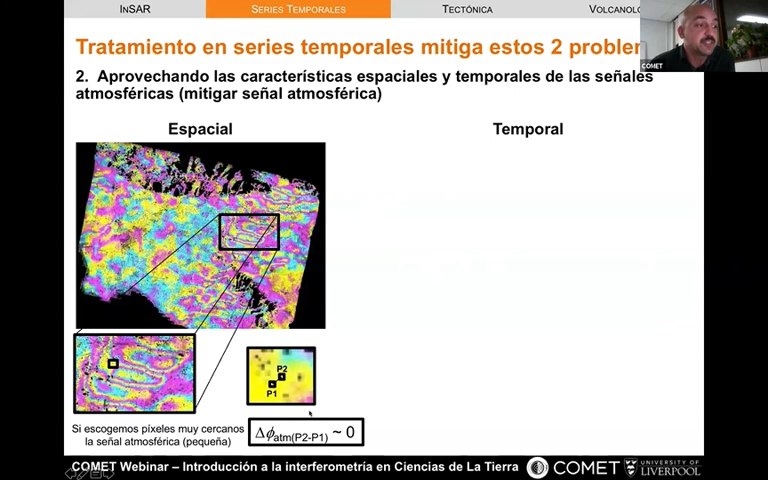 InSAR
SERIES TEMPORALES
TECTÓNICA
Tratamiento en series temporales mitiga estos 2
COMET
2. Aprovechando las características espaciales y temporales de las señales
atmosféricas (mitigar señal atmosférica)
Espacial
Temporal
P2
P1
Si escogemos píxeles muy cercanos
la señal atmosférica (pequeña)
Δϕatm(P2-P1) ~ 0
COMET Webinar – Introducción a la interferometría en Ciencias de La Tierra
COMET
UNIVERSITY OF
LIVERPOOL